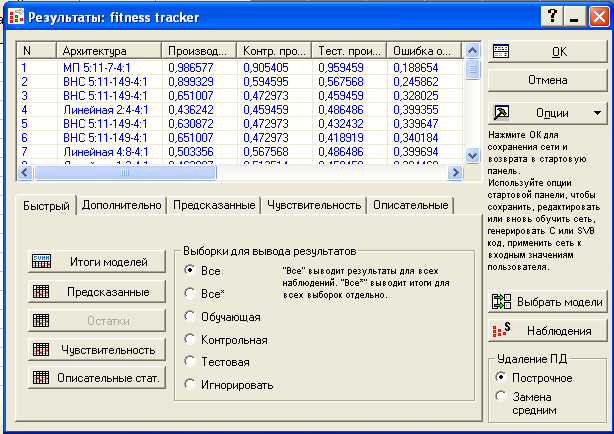 Результаты: fitness tracker
N Архитектура Производ... Контр. про... Тест. прои... Ошибка о...
1 МП 5:11-7-4:1 0,986577 0,905405 0,959459 0,188654
2 ВНС 5:11-149-4:1 0,899329 0,594595 0,567568 0,245862
3 ВНС 5:11-149-4:1 0,651007 0,472973 0,459459 0,328025
4 Линейная 2:4-4:1 0,436242 0,459459 0,486486 0,399355
5 ВНС 5:11-149-4:1 0,630872 0,472973 0,432432 0,339647
6 ВНС 5:11-149-4:1 0,651007 0,472973 0,418919 0,340184
7 Линейная 4:8-4:1 0,503356 0,567568 0,486486 0,399694
OK
Отмена
Опции
Нажмите ОК для
сохранения сети и
возврата в стартовую
панель.
Используйте опции
стартовой панели, чтобы
сохранить, редактировать
или вновь обучить сеть,
генерировать С или SVB
код, применить сеть к
входным значениям
пользователя.
Быстрый Дополнительно Предсказанные Чувствительность Описательные
Итоги моделей
Предсказанные
Остатки
Чувствительность
Описательные стат.
Выборки для вывода результатов
Все
Все*
Обучающая
Контрольная
Тестовая
Игнорировать
"Все" выводит результаты для всех
наблюдений. "Все*" выводит итоги для
всех выборок отдельно.
Выбрать модели
Наблюдения
Удаление ПД
Построчное
Замена
средним